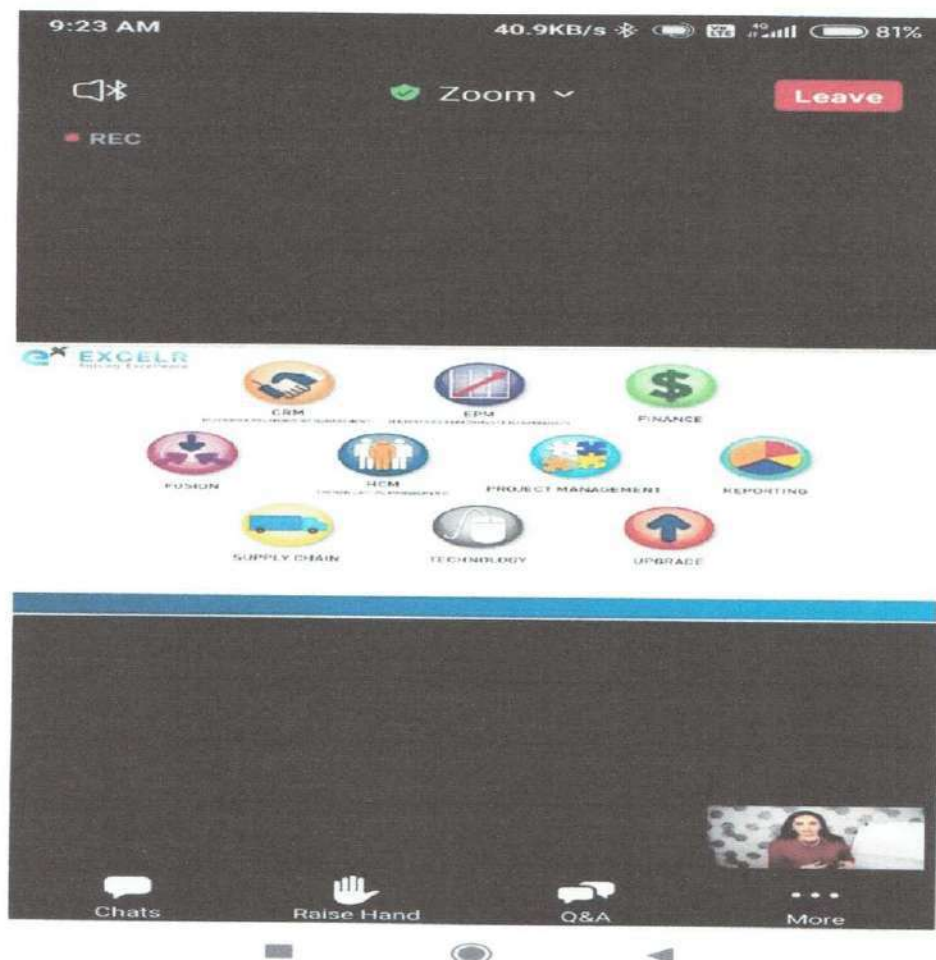 9:23 AM 40.9KB/s 4G 81%
Zoom Leave
REC
EXCELR
CRM EPM FINANCE
FUSION HCM PROJECT MANAGEMENT REPORTING
SUPPLY CHAIN TECHNOLOGY UPGRADE
Chats Raise Hand Q&A More